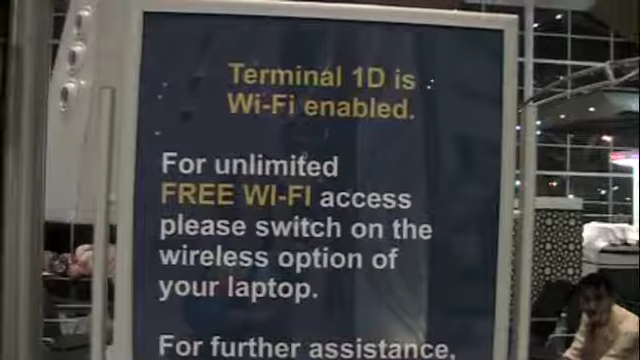 Terminal 1D is
Wi-Fi enabled.
For unlimited
FREE WI-FI access
please switch on the
wireless option of
your laptop.
For further assistance,